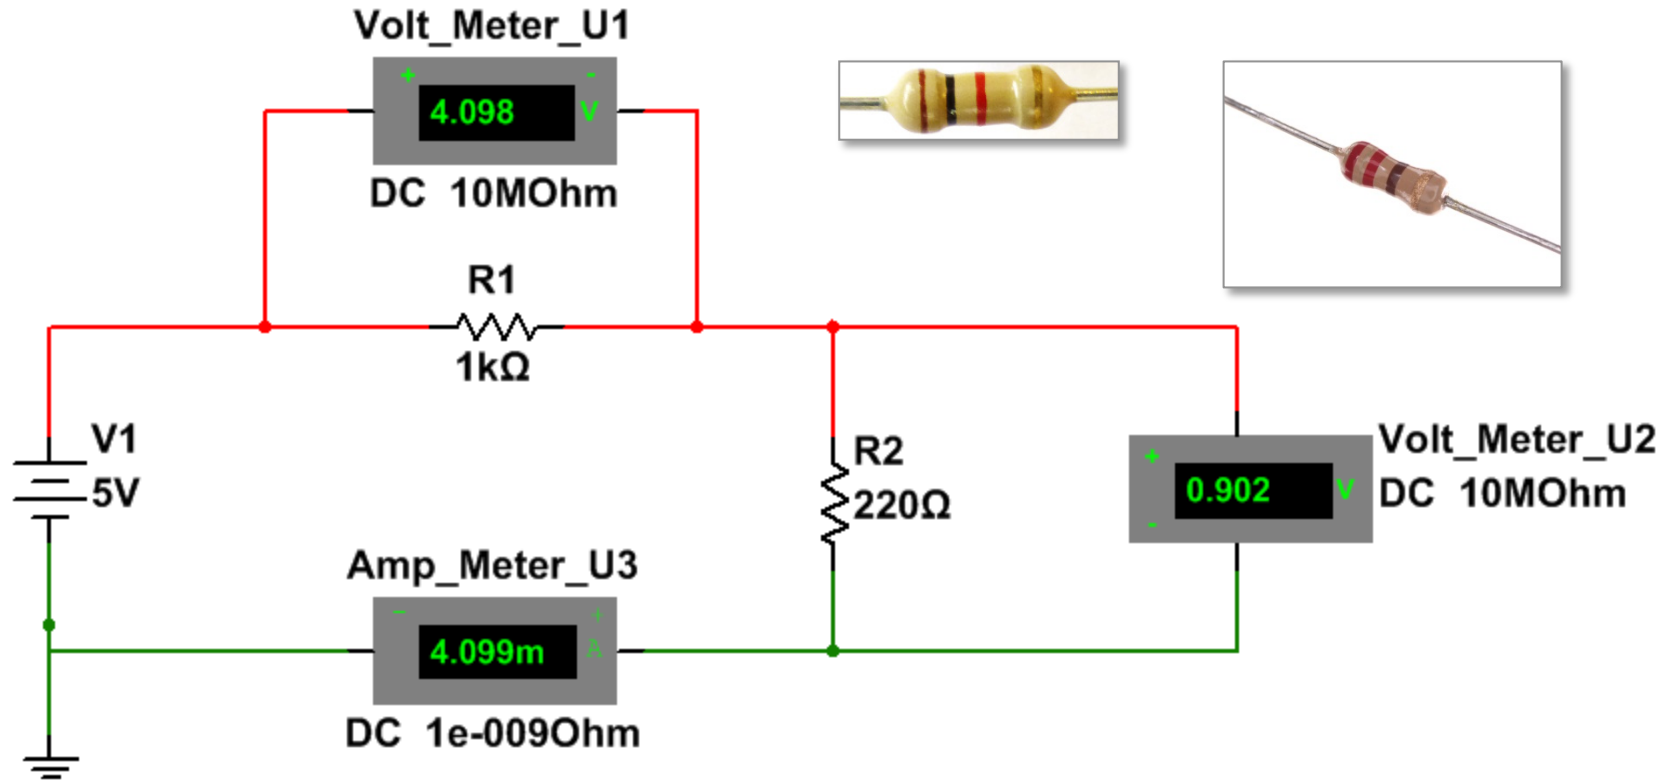 Volt_Meter_U1
+ -
4.098 V
DC 10MOhm
R1
1kΩ
V1
5V
R2
220Ω
Volt_Meter_U2
+
0.902 V
-
DC 10MOhm
Amp_Meter_U3
- +
4.099m A
DC 1e-009Ohm